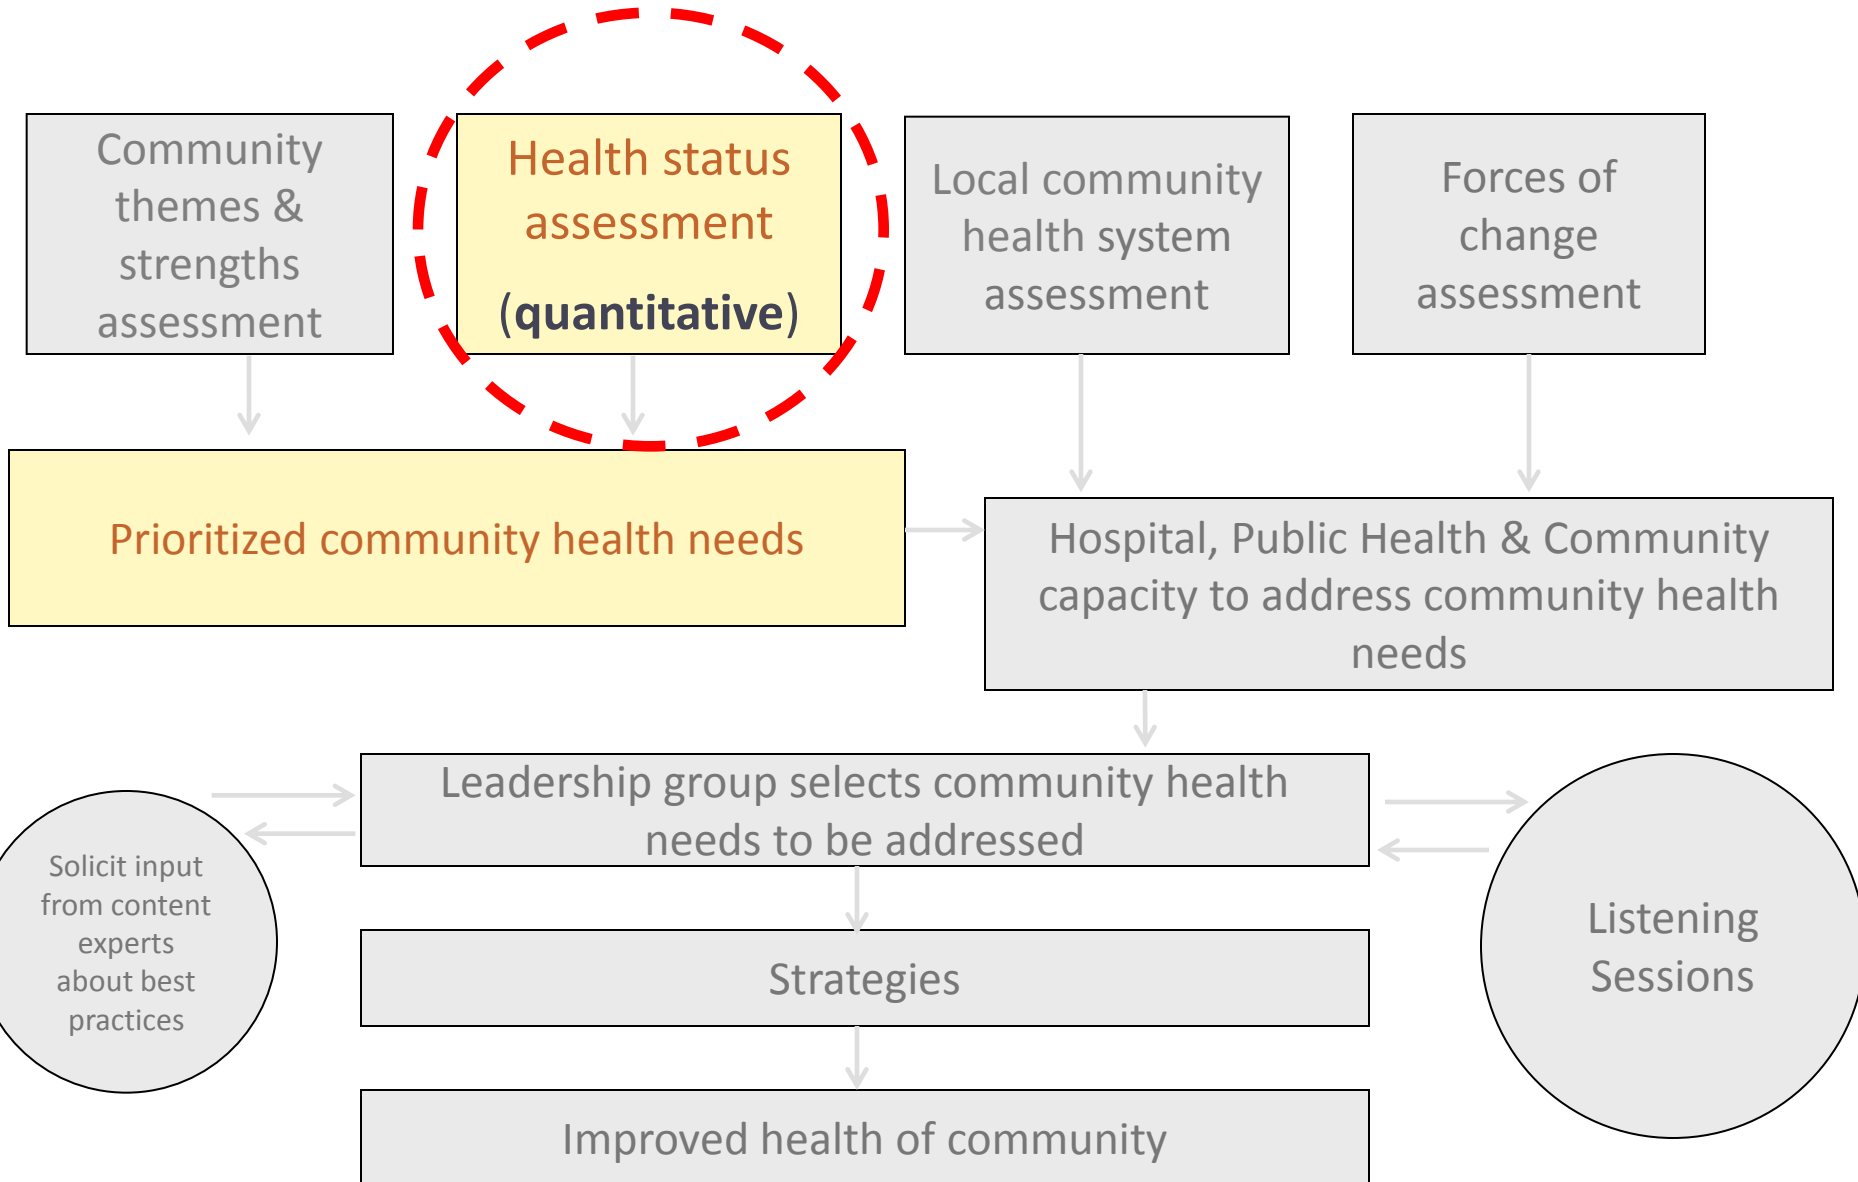 Community
themes &
strengths
assessment
Health status
assessment
(quantitative)
Local community
health system
assessment
Forces of
change
assessment
Prioritized community health needs
Hospital, Public Health & Community
capacity to address community health
needs
Leadership group selects community health
needs to be addressed
Solicit input
from content
experts
about best
practices
Listening
Sessions
Strategies
Improved health of community